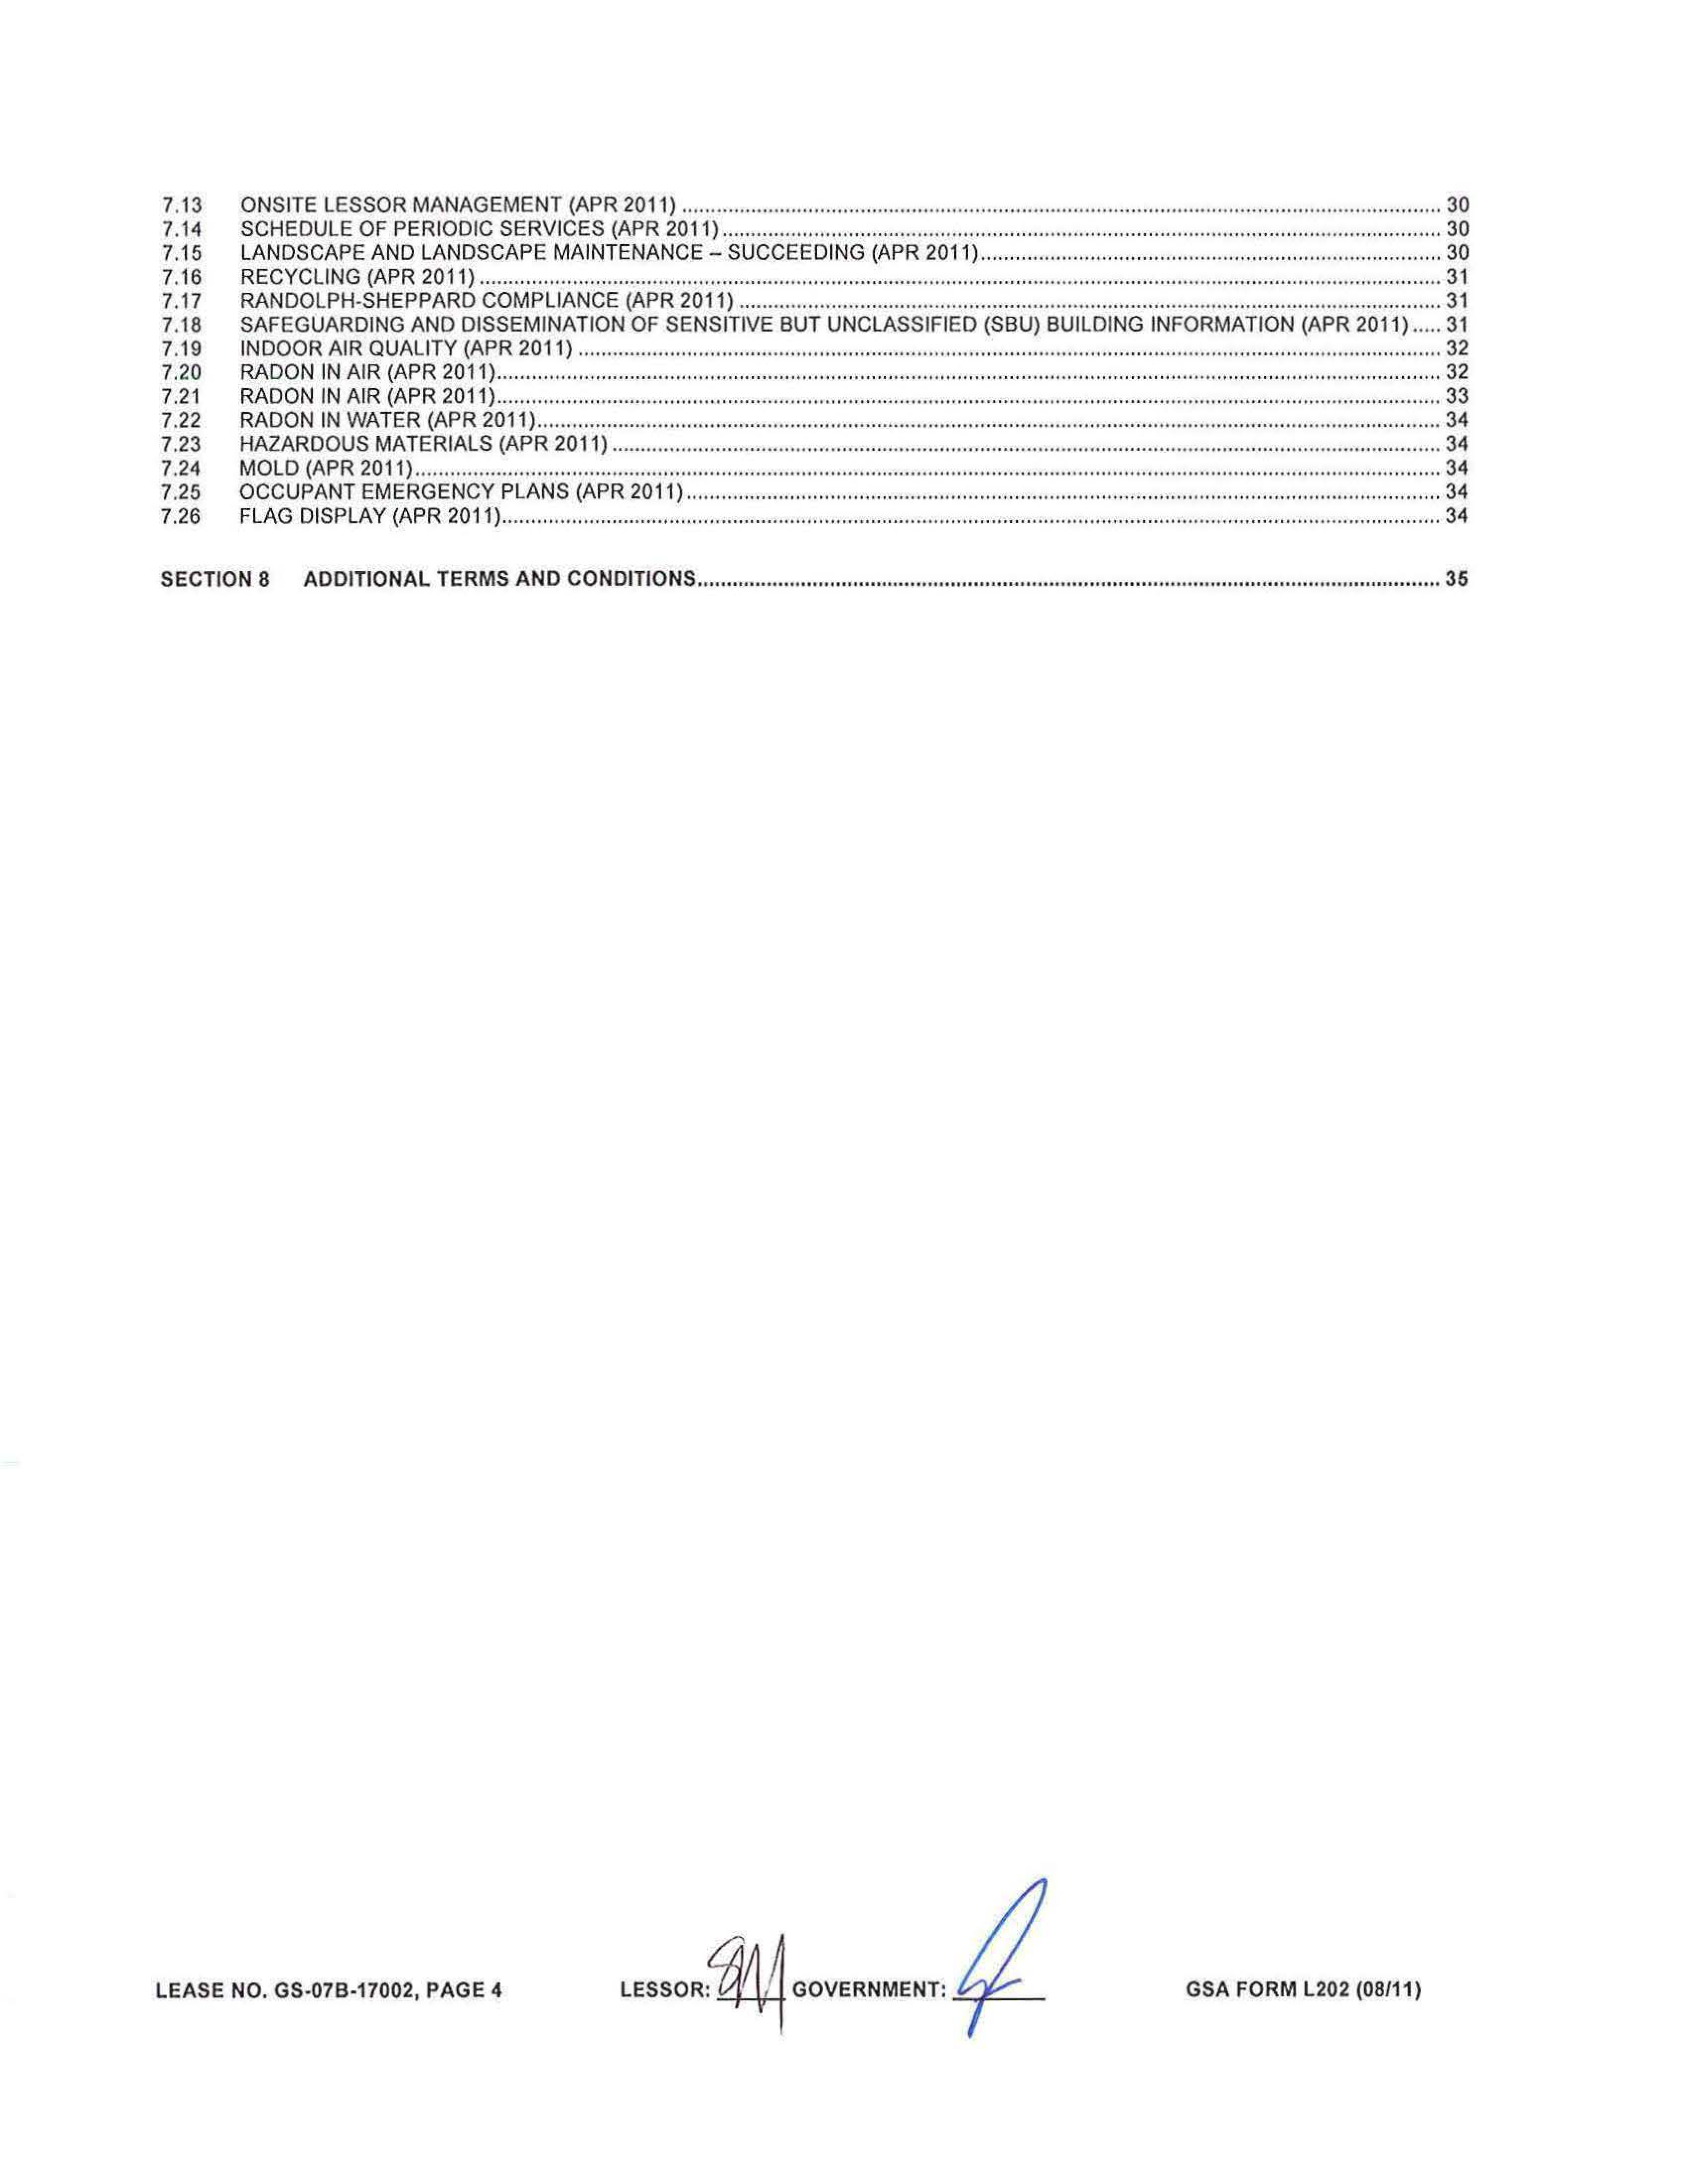 7.13 ONSITE LESSOR MANAGEMENT (APR 2011) 30
7.14 SCHEDULE OF PERIODIC SERVICES (APR 2011) 30
7.15 LANDSCAPE AND LANDSCAPE MAINTENANCE – SUCCEEDING (APR 2011) 30
7.16 RECYCLING (APR 2011) 31
7.17 RANDOLPH-SHEPPARD COMPLIANCE (APR 2011) 31
7.18 SAFEGUARDING AND DISSEMINATION OF SENSITIVE BUT UNCLASSIFIED (SBU) BUILDING INFORMATION (APR 2011) 31
7.19 INDOOR AIR QUALITY (APR 2011) 32
7.20 RADON IN AIR (APR 2011) 32
7.21 RADON IN AIR (APR 2011) 33
7.22 RADON IN WATER (APR 2011) 34
7.23 HAZARDOUS MATERIALS (APR 2011) 34
7.24 MOLD (APR 2011) 34
7.25 OCCUPANT EMERGENCY PLANS (APR 2011) 34
7.26 FLAG DISPLAY (APR 2011) 34
SECTION 8 ADDITIONAL TERMS AND CONDITIONS 35
LEASE NO. GS-07B-17002, PAGE 4 LESSOR: GOVERNMENT: GSA FORM L202 (08/11)